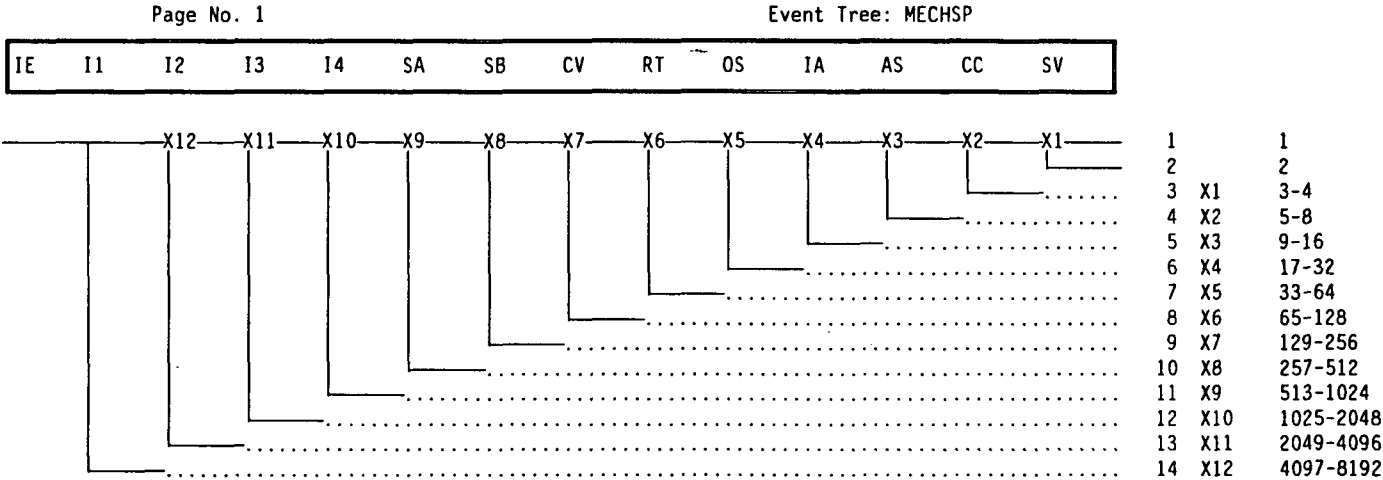 Page No. 1 Event Tree: MECHSP
IE I1 I2 I3 I4 SA SB CV RT OS IA AS CC SV
X12 X11 X10 X9 X8 X7 X6 X5 X4 X3 X2 X1 1 1
2 2
3 X1 3-4
4 X2 5-8
5 X3 9-16
6 X4 17-32
7 X5 33-64
8 X6 65-128
9 X7 129-256
10 X8 257-512
11 X9 513-1024
12 X10 1025-2048
13 X11 2049-4096
14 X12 4097-8192